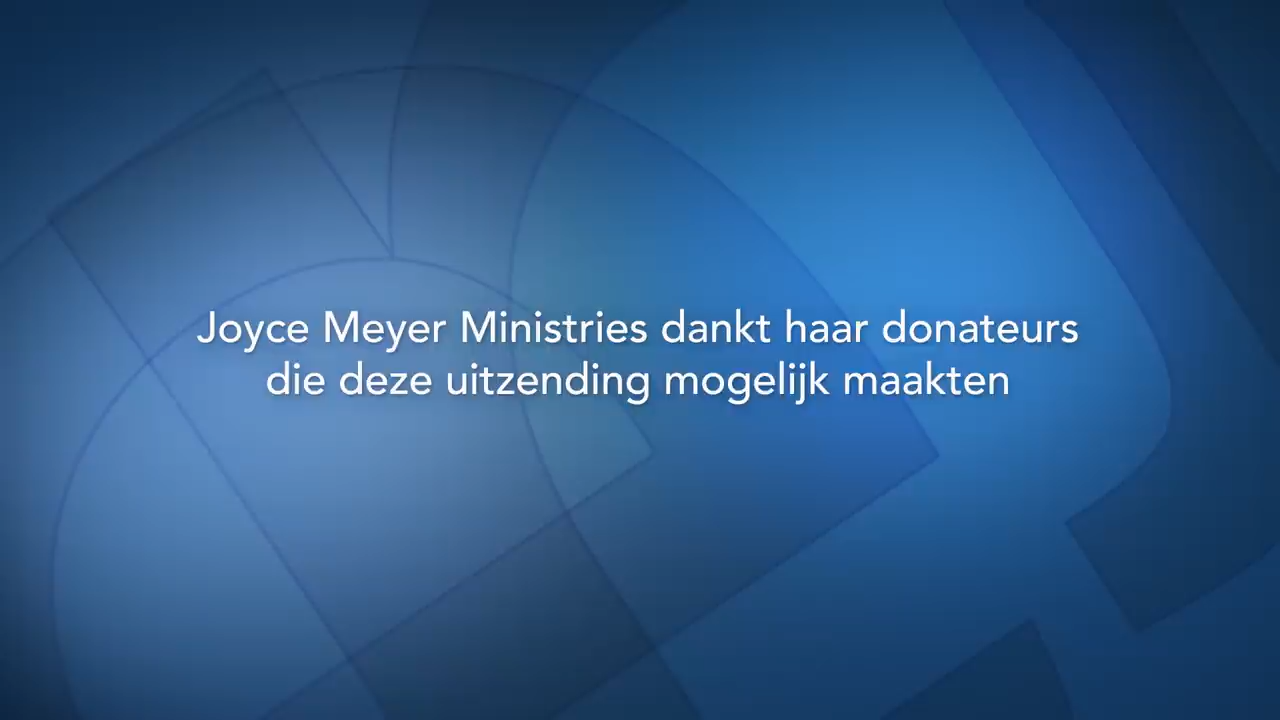 Joyce Meyer Ministries dankt haar donateurs
die deze uitzending mogelijk maakten